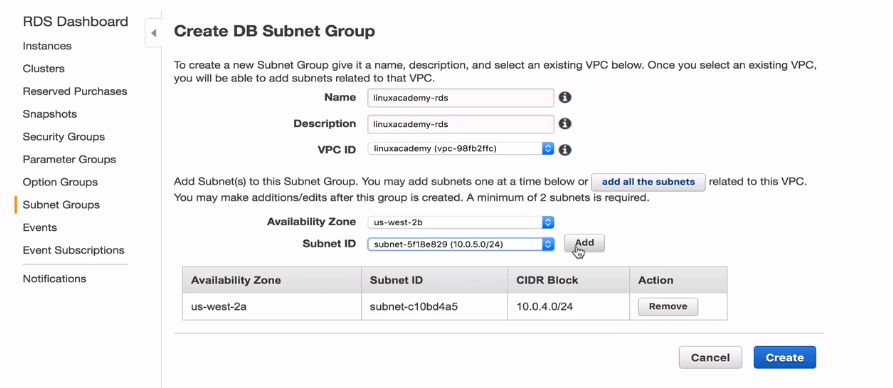 RDS Dashboard
Instances
Clusters
Reserved Purchases
Snapshots
Security Groups
Parameter Groups
Option Groups
Subnet Groups
Events
Event Subscriptions
Notifications
Create DB Subnet Group
To create a new Subnet Group give it a name, description, and select an existing VPC below. Once you select an existing VPC,
you will be able to add subnets related to that VPC.
Name linuxacademy-rds
Description linuxacademy-rds
VPC ID linuxacademy (vpc-98fb2ffc)
Add Subnet(s) to this Subnet Group. You may add subnets one at a time below or add all the subnets related to this VPC.
You may make additions/edits after this group is created. A minimum of 2 subnets is required.
Availability Zone us-west-2b
Subnet ID subnet-5f18e829 (10.0.5.0/24) Add
Availability Zone Subnet ID CIDR Block Action
us-west-2a subnet-c10bd4a5 10.0.4.0/24 Remove
Cancel Create